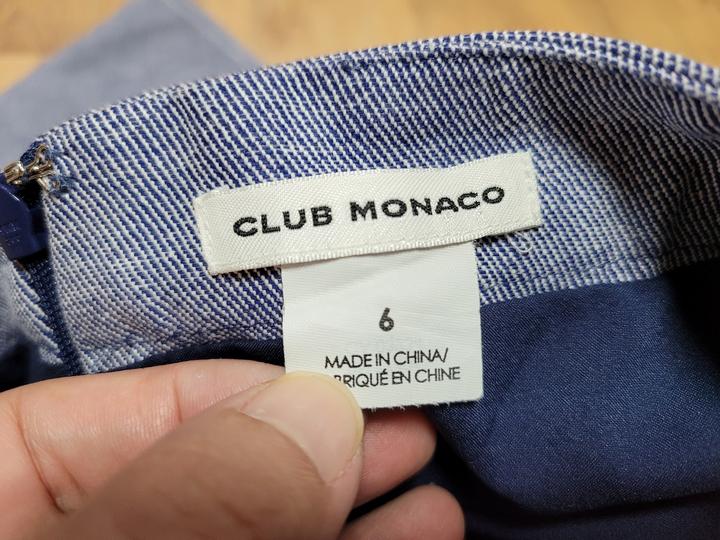 CLUB MONACO
6
MADE IN CHINA/
BRIQUÉ EN CHINE